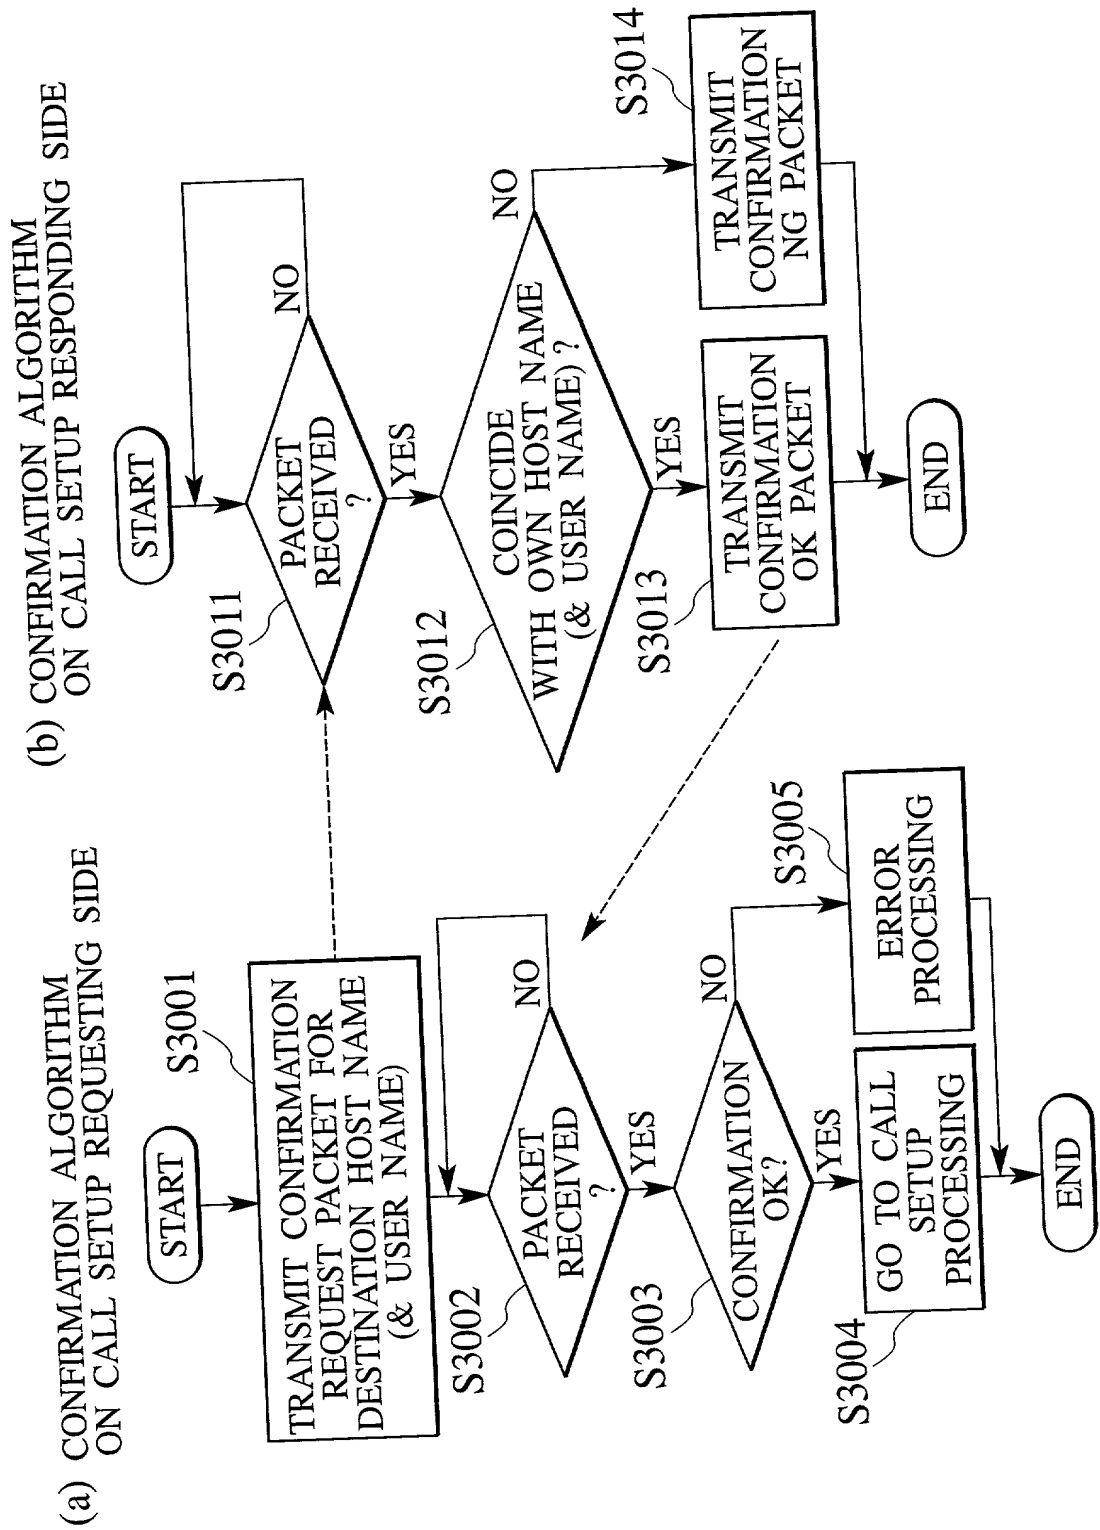 (a) CONFIRMATION ALGORITHM
ON CALL SETUP REQUESTING SIDE
START
S3001
TRANSMIT CONFIRMATION
REQUEST PACKET FOR
DESTINATION HOST NAME
(& USER NAME)
S3002
PACKET
RECEIVED
?
NO
YES
S3003
CONFIRMATION
OK?
NO
YES
S3004
GO TO CALL
SETUP
PROCESSING
S3005
ERROR
PROCESSING
END
(b) CONFIRMATION ALGORITHM
ON CALL SETUP RESPONDING SIDE
START
S3011
PACKET
RECEIVED
?
NO
YES
S3012
COINCIDE
WITH OWN HOST NAME
(& USER NAME) ?
NO
YES
S3013
TRANSMIT
CONFIRMATION
OK PACKET
S3014
TRANSMIT
CONFIRMATION
NG PACKET
END